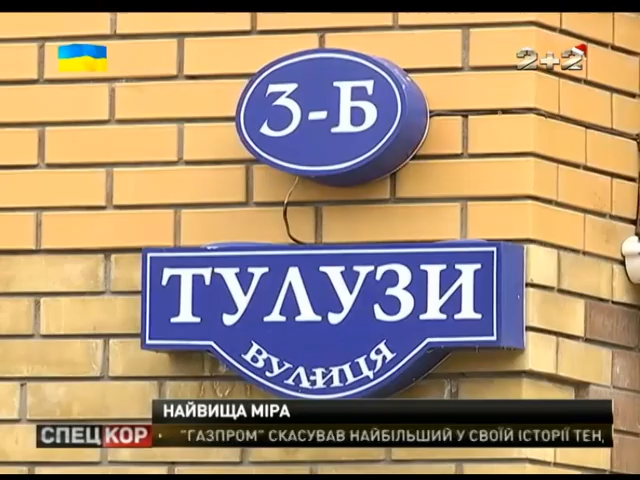 2+2
3-Б
ТУЛУЗИ
ВУЛИЦЯ
НАЙВИЩА МІРА
СПЕЦКОР
"ГАЗПРОМ" СКАСУВАВ НАЙБІЛЬШИЙ У СВОЇЙ ІСТОРІЇ ТЕН,